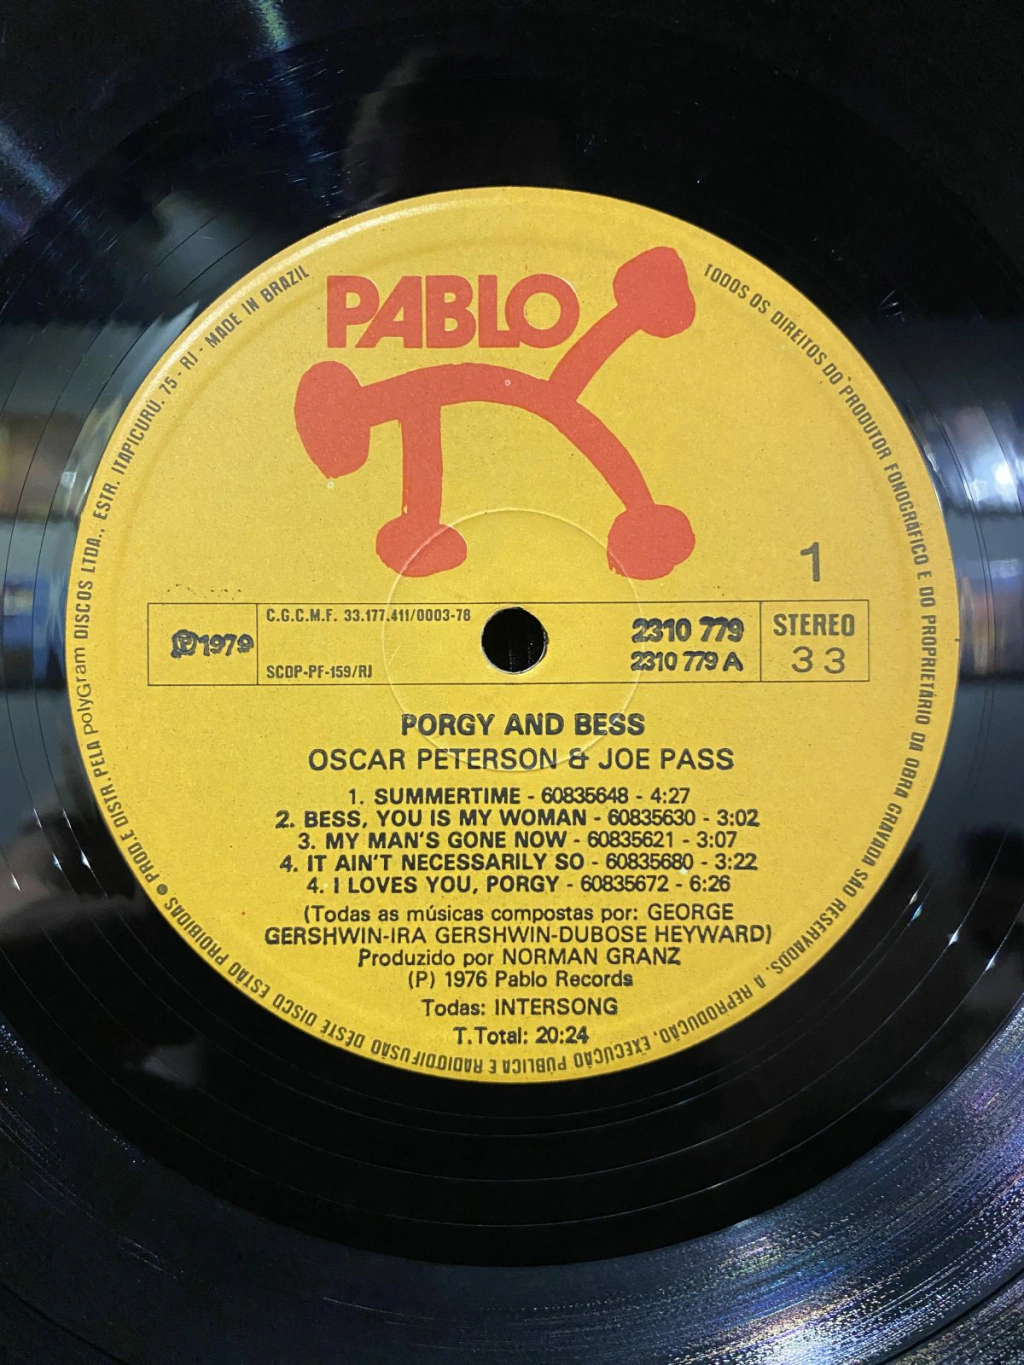 PABLO
1
℗1979
C.G.C.M.F. 33.177.411/0003-78
SCDP-PF-159/RJ
2310 779
2310 779 A
STEREO
33
PORGY AND BESS
OSCAR PETERSON & JOE PASS
1. SUMMERTIME - 60835648 - 4:27
2. BESS, YOU IS MY WOMAN - 60835630 - 3:02
3. MY MAN'S GONE NOW - 60835621 - 3:07
4. IT AIN'T NECESSARILY SO - 60835680 - 3:22
4. I LOVES YOU, PORGY - 60835672 - 6:26
(Todas as músicas compostas por: GEORGE
GERSHWIN-IRA GERSHWIN-DUBOSE HEYWARD)
Produzido por NORMAN GRANZ
(P) 1976 Pablo Records
Todas: INTERSONG
T.Total: 20:24
● PROD.E DISTR.PELA polyGram DISCOS LTDA., ESTR. ITAPICURÚ, 75 - RJ - MADE IN BRAZIL
TODOS OS DIREITOS DO PRODUTOR FONOGRÁFICO E DO PROPRIETÁRIO DA OBRA GRAVADA SÃO RESERVADOS. A REPRODUÇÃO, EXECUÇÃO PÚBLICA E RADIODIFUSÃO DESTE DISCO ESTÃO PROIBIDAS